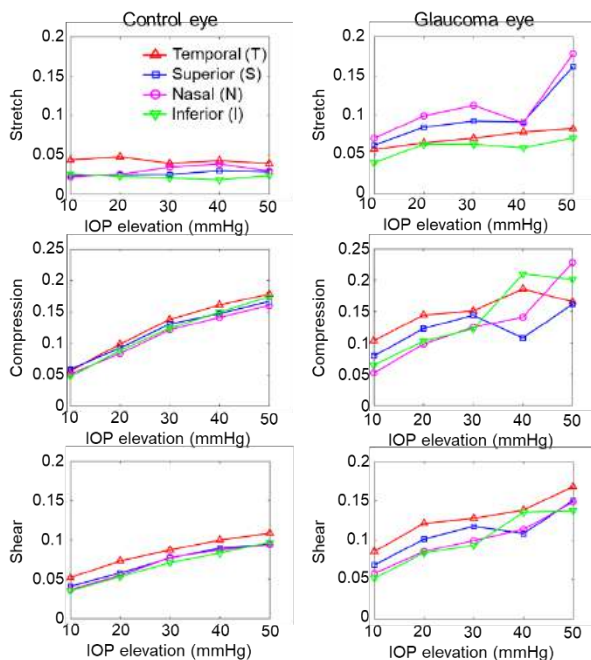 Control eye
Glaucoma eye
Stretch
0.2
0.15
0.1
0.05
0
Temporal (T)
Superior (S)
Nasal (N)
Inferior (I)
10 20 30 40 50
IOP elevation (mmHg)
Stretch
0.2
0.15
0.1
0.05
0
10 20 30 40 50
IOP elevation (mmHg)
Compression
0.25
0.2
0.15
0.1
0.05
0
10 20 30 40 50
IOP elevation (mmHg)
Compression
0.25
0.2
0.15
0.1
0.05
0
10 20 30 40 50
IOP elevation (mmHg)
Shear
0.2
0.15
0.1
0.05
0
10 20 30 40 50
IOP elevation (mmHg)
Shear
0.2
0.15
0.1
0.05
0
10 20 30 40 50
IOP elevation (mmHg)